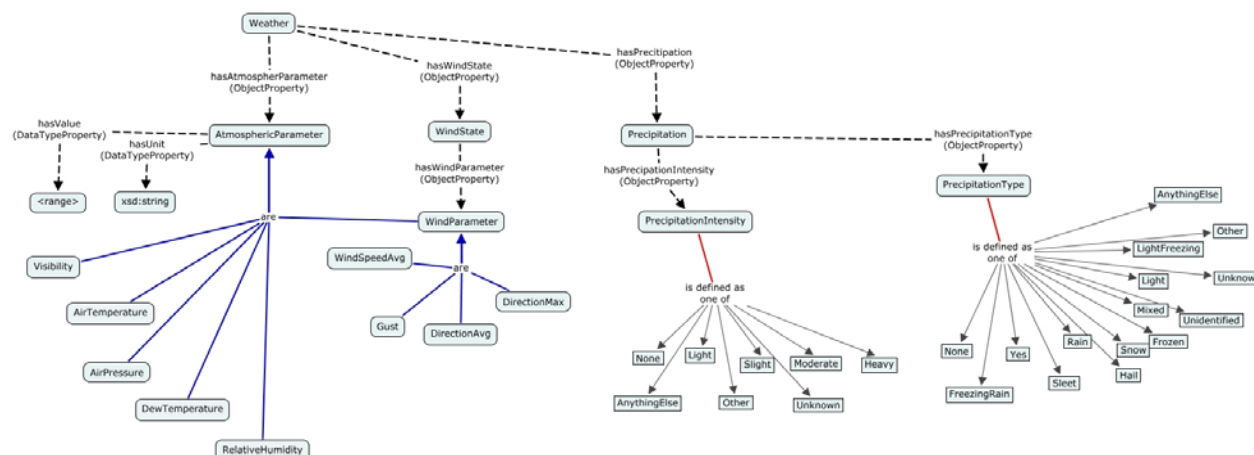 Weather
hasPrecitipation
(ObjectProperty)
hasWindState
(ObjectProperty)
hasAtmospherParameter
(ObjectProperty)
hasValue
(DataTypeProperty)
AtmosphericParameter
WindState
Precipitation
hasPrecipitationType
(ObjectProperty)
hasUnit
(DataTypeProperty)
hasWindParameter
(ObjectProperty)
hasPrecipationIntensity
(ObjectProperty)
PrecipitationType
<range>
xsd:string
AnythingElse
are
WindParameter
PrecipitationIntensity
Other
is defined as
one of
LightFreezing
WindSpeedAvg
Visibility
are
Light
Unknow
is defined as
one of
DirectionMax
Mixed
Unidentified
AirTemperature
Gust
DirectionAvg
Rain
Frozen
None
Yes
Snow
None
Light
Slight
Moderate
Heavy
AirPressure
Sleet
Hail
FreezingRain
DewTemperature
AnythingElse
Other
Unknown
RelativeHumidity